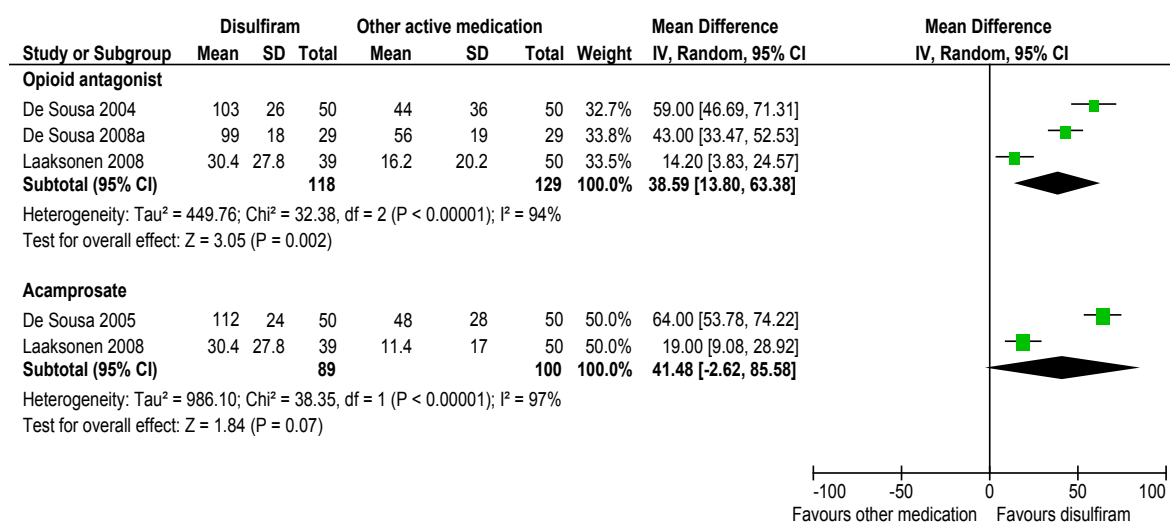 Disulfiram Other active medication Mean Difference Mean Difference
Study or Subgroup Mean SD Total Mean SD Total Weight IV, Random, 95% CI IV, Random, 95% CI
Opioid antagonist
De Sousa 2004 103 26 50 44 36 50 32.7% 59.00 [46.69, 71.31]
De Sousa 2008a 99 18 29 56 19 29 33.8% 43.00 [33.47, 52.53]
Laaksonen 2008 30.4 27.8 39 16.2 20.2 50 33.5% 14.20 [3.83, 24.57]
Subtotal (95% CI) 118 129 100.0% 38.59 [13.80, 63.38]
Heterogeneity: Tau² = 449.76; Chi² = 32.38, df = 2 (P < 0.00001); I² = 94%
Test for overall effect: Z = 3.05 (P = 0.002)
Acamprosate
De Sousa 2005 112 24 50 48 28 50 50.0% 64.00 [53.78, 74.22]
Laaksonen 2008 30.4 27.8 39 11.4 17 50 50.0% 19.00 [9.08, 28.92]
Subtotal (95% CI) 89 100 100.0% 41.48 [-2.62, 85.58]
Heterogeneity: Tau² = 986.10; Chi² = 38.35, df = 1 (P < 0.00001); I² = 97%
Test for overall effect: Z = 1.84 (P = 0.07)
-100 -50 0 50 100
Favours other medication Favours disulfiram